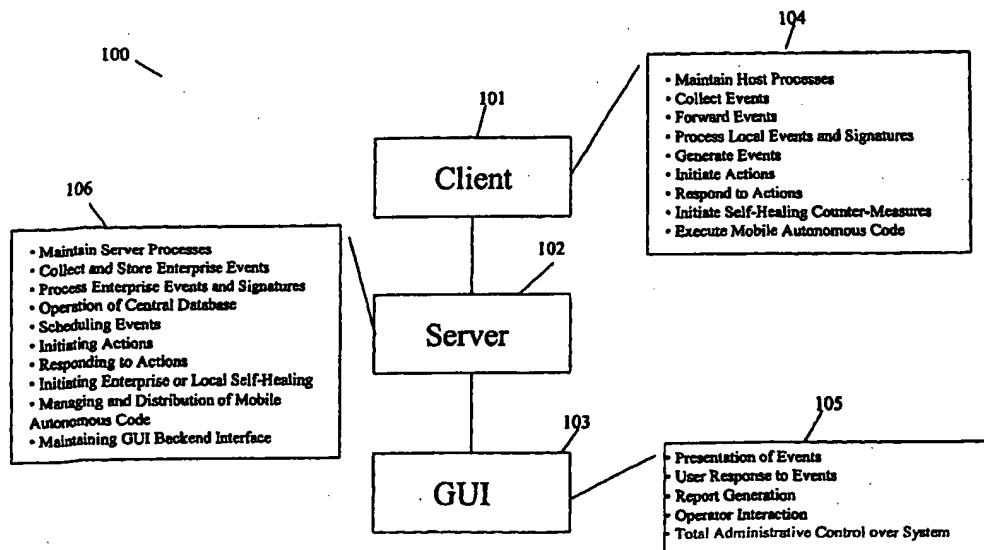 100
104
• Maintain Host Processes
• Collect Events
• Forward Events
• Process Local Events and Signatures
• Generate Events
• Initiate Actions
• Respond to Actions
• Initiate Self-Healing Counter-Measures
• Execute Mobile Autonomous Code
101
Client
106
• Maintain Server Processes
• Collect and Store Enterprise Events
• Process Enterprise Events and Signatures
• Operation of Central Database
• Scheduling Events
• Initiating Actions
• Responding to Actions
• Initiating Enterprise or Local Self-Healing
• Managing and Distribution of Mobile
Autonomous Code
• Maintaining GUI Backend Interface
102
Server
103
GUI
105
• Presentation of Events
• User Response to Events
• Report Generation
• Operator Interaction
• Total Administrative Control over System